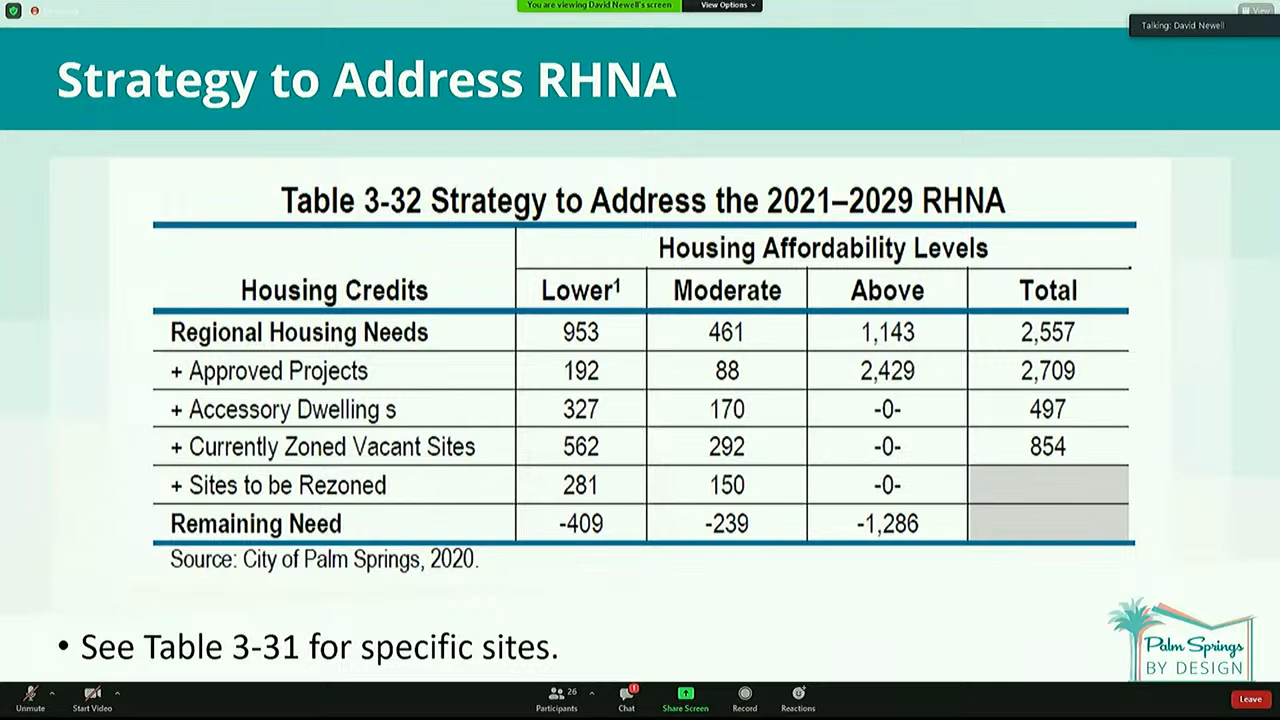 You are viewing David Newell's screen
View Options
View
Talking: David Newell
Strategy to Address RHNA
Table 3-32 Strategy to Address the 2021–2029 RHNA
Housing Affordability Levels
Housing Credits Lower1 Moderate Above Total
Regional Housing Needs 953 461 1,143 2,557
+ Approved Projects 192 88 2,429 2,709
+ Accessory Dwelling s 327 170 -0- 497
+ Currently Zoned Vacant Sites 562 292 -0- 854
+ Sites to be Rezoned 281 150 -0-
Remaining Need -409 -239 -1,286
Source: City of Palm Springs, 2020.
• See Table 3-31 for specific sites.
Palm Springs
BY DESIGN
26
1
Unmute Start Video Participants Chat Share Screen Record Reactions Leave